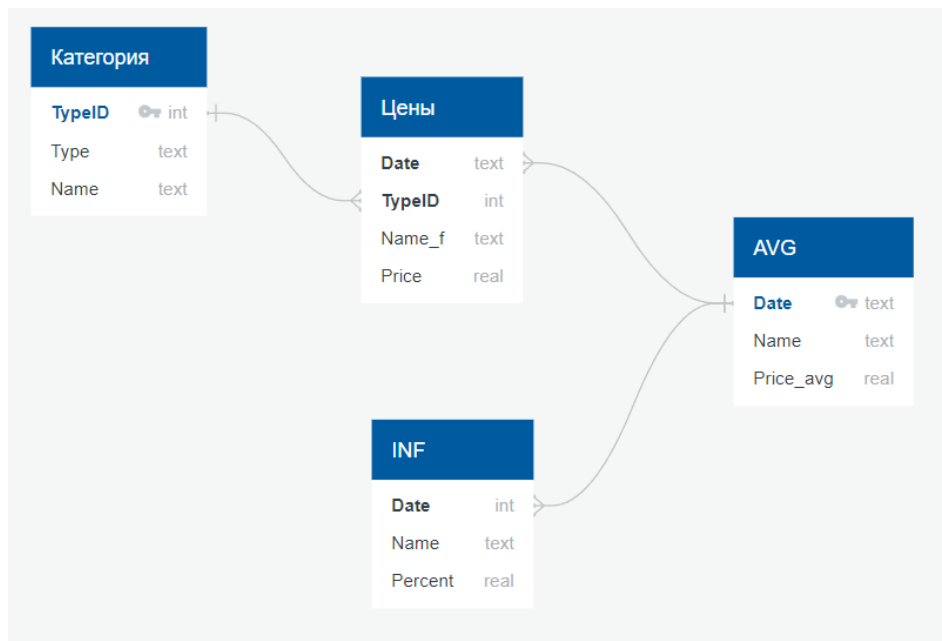 Категория
TypeID int
Type text
Name text
Цены
Date text
TypeID int
Name_f text
Price real
AVG
Date text
Name text
Price_avg real
INF
Date int
Name text
Percent real